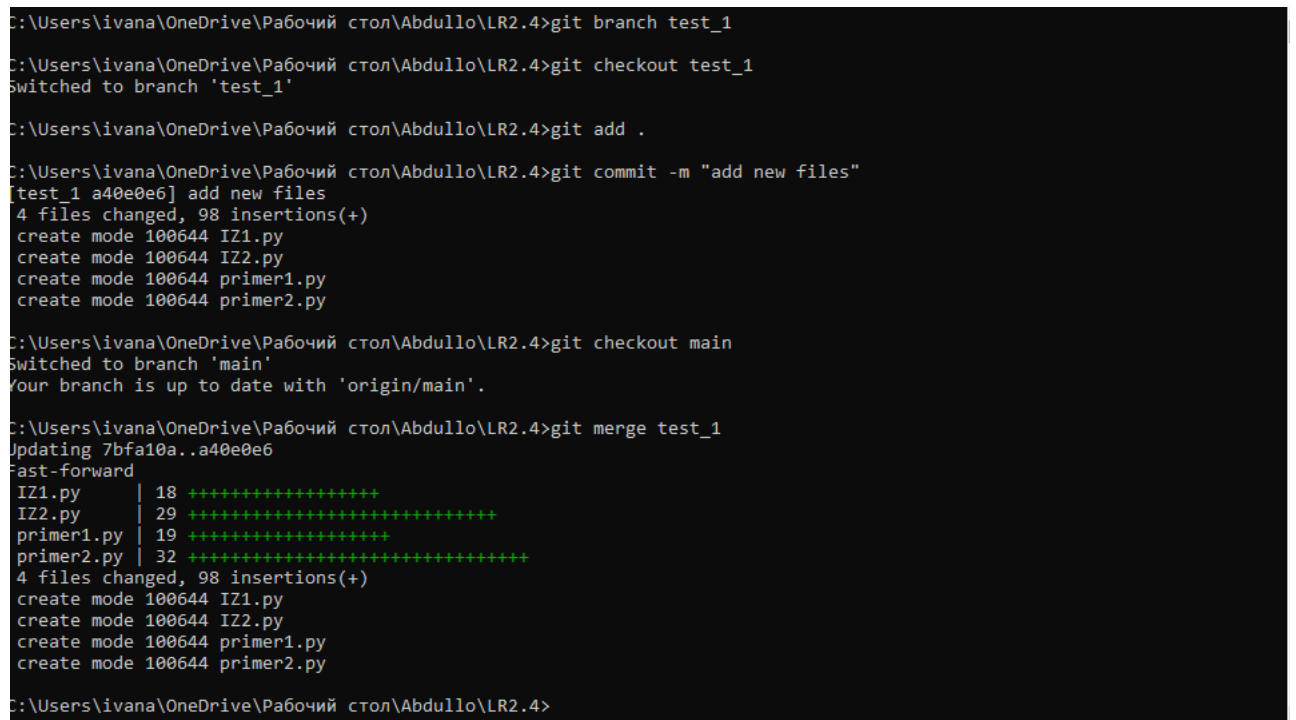 C:\Users\ivana\OneDrive\Рабочий стол\Abdullo\LR2.4>git branch test_1
C:\Users\ivana\OneDrive\Рабочий стол\Abdullo\LR2.4>git checkout test_1
Switched to branch 'test_1'
C:\Users\ivana\OneDrive\Рабочий стол\Abdullo\LR2.4>git add .
C:\Users\ivana\OneDrive\Рабочий стол\Abdullo\LR2.4>git commit -m "add new files"
[test_1 a40e0e6] add new files
 4 files changed, 98 insertions(+)
 create mode 100644 IZ1.py
 create mode 100644 IZ2.py
 create mode 100644 primer1.py
 create mode 100644 primer2.py
C:\Users\ivana\OneDrive\Рабочий стол\Abdullo\LR2.4>git checkout main
Switched to branch 'main'
Your branch is up to date with 'origin/main'.
C:\Users\ivana\OneDrive\Рабочий стол\Abdullo\LR2.4>git merge test_1
Updating 7bfa10a..a40e0e6
Fast-forward
 IZ1.py     | 18 ++++++++++++++++++
 IZ2.py     | 29 +++++++++++++++++++++++++++++
 primer1.py | 19 +++++++++++++++++++
 primer2.py | 32 ++++++++++++++++++++++++++++++++
 4 files changed, 98 insertions(+)
 create mode 100644 IZ1.py
 create mode 100644 IZ2.py
 create mode 100644 primer1.py
 create mode 100644 primer2.py
C:\Users\ivana\OneDrive\Рабочий стол\Abdullo\LR2.4>